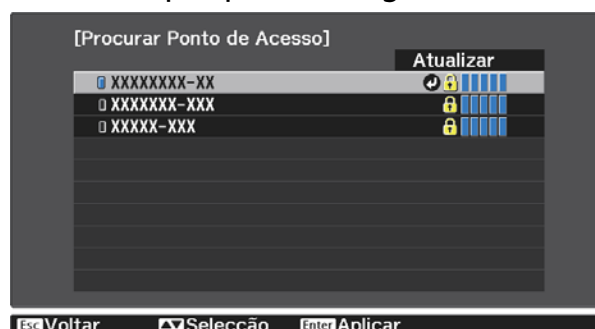 [Procurar Ponto de Acesso]
Atualizar
XXXXXXXX-XX
XXXXXXX-XXX
XXXXX-XXX
Esc Voltar Selecção Enter Aplicar